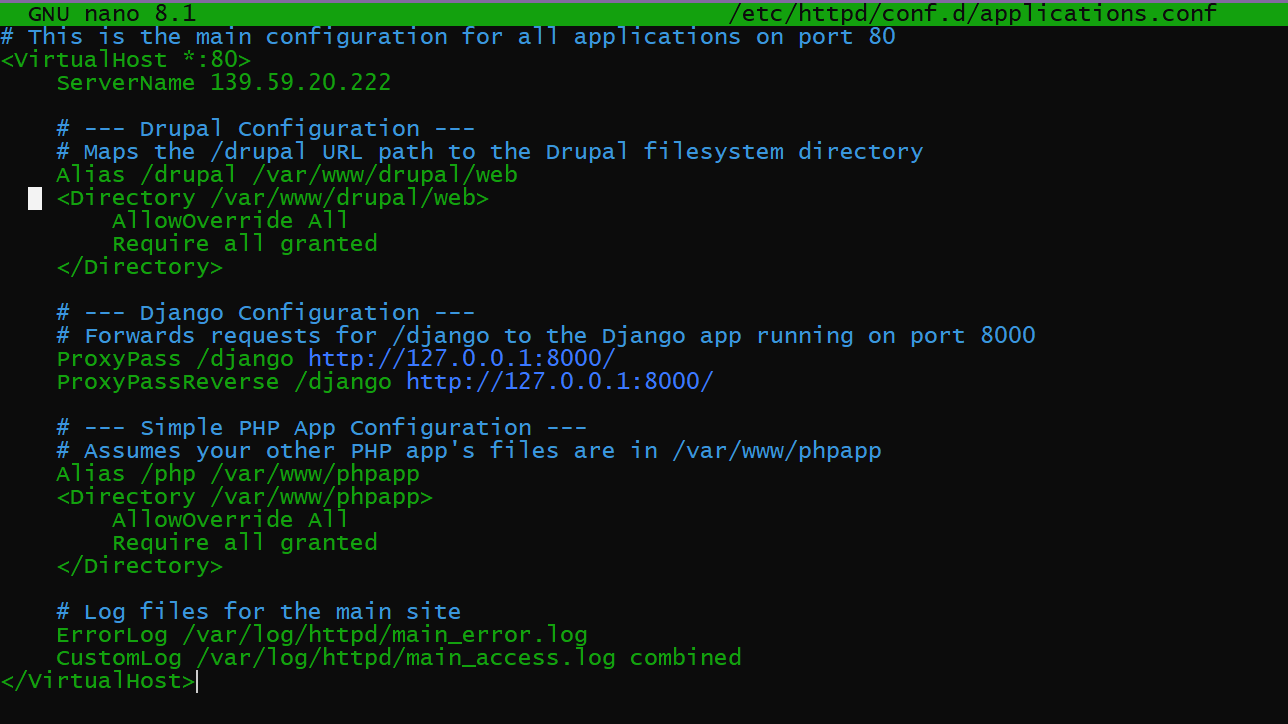 GNU nano 8.1 /etc/httpd/conf.d/applications.conf
# This is the main configuration for all applications on port 80
<VirtualHost *:80>
    ServerName 139.59.20.222

    # --- Drupal Configuration ---
    # Maps the /drupal URL path to the Drupal filesystem directory
    Alias /drupal /var/www/drupal/web
    <Directory /var/www/drupal/web>
        AllowOverride All
        Require all granted
    </Directory>

    # --- Django Configuration ---
    # Forwards requests for /django to the Django app running on port 8000
    ProxyPass /django http://127.0.0.1:8000/
    ProxyPassReverse /django http://127.0.0.1:8000/

    # --- Simple PHP App Configuration ---
    # Assumes your other PHP app's files are in /var/www/phpapp
    Alias /php /var/www/phpapp
    <Directory /var/www/phpapp>
        AllowOverride All
        Require all granted
    </Directory>

    # Log files for the main site
    ErrorLog /var/log/httpd/main_error.log
    CustomLog /var/log/httpd/main_access.log combined
</VirtualHost>